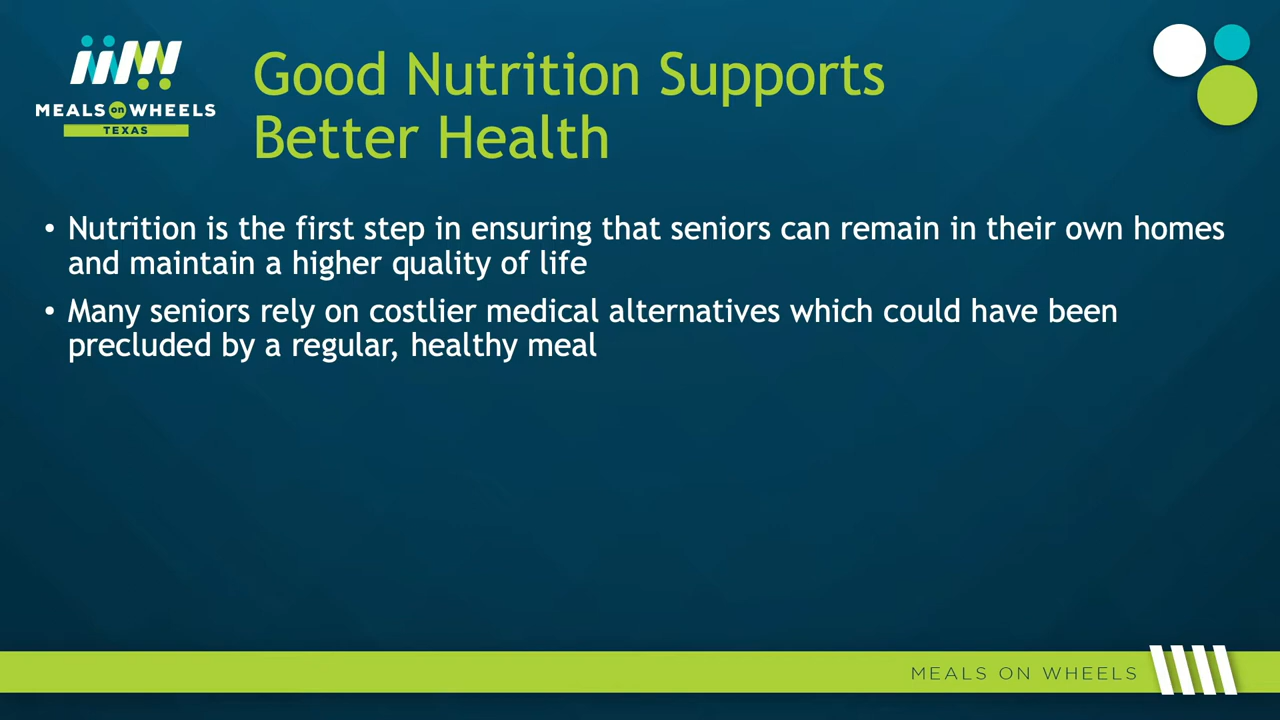 MEALS on WHEELS
TEXAS
Good Nutrition Supports
Better Health
• Nutrition is the first step in ensuring that seniors can remain in their own homes
and maintain a higher quality of life
• Many seniors rely on costlier medical alternatives which could have been
precluded by a regular, healthy meal
MEALS ON WHEELS